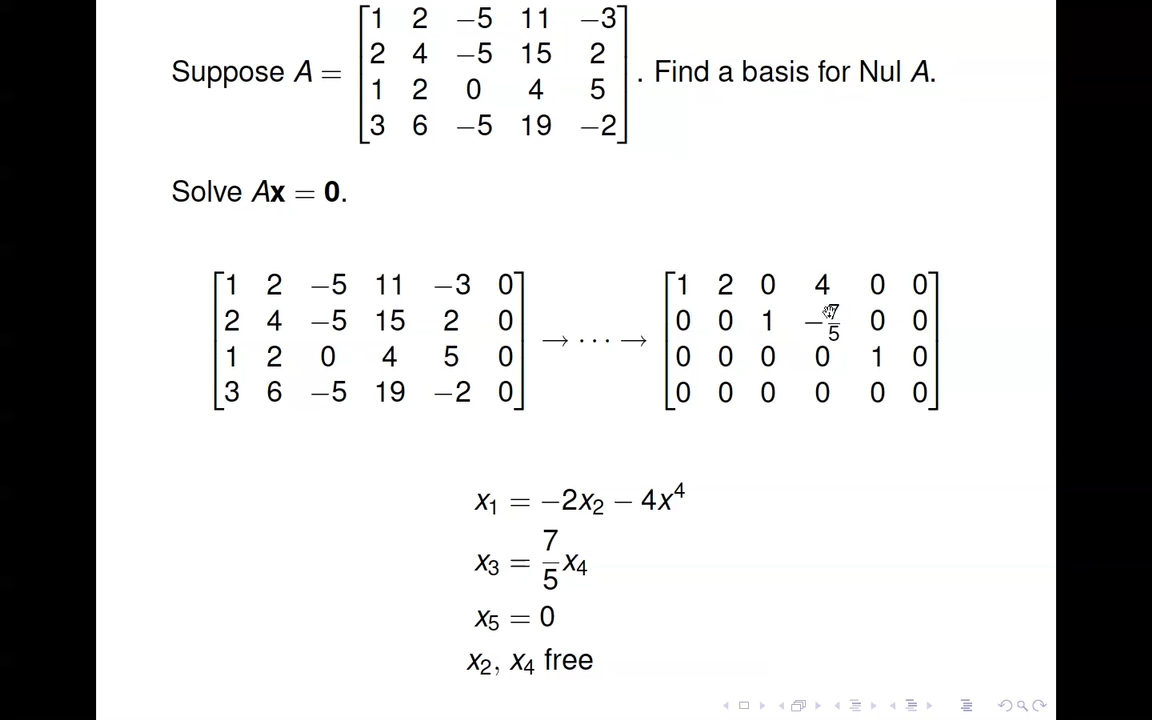 Suppose A = [1 2 −5 11 −3
2 4 −5 15 2
1 2 0 4 5
3 6 −5 19 −2]. Find a basis for Nul A.
Solve Ax = 0.
[1 2 −5 11 −3 0
2 4 −5 15 2 0
1 2 0 4 5 0
3 6 −5 19 −2 0]
→ ⋯ →
[1 2 0 4 0 0
0 0 1 −7/5 0 0
0 0 0 0 1 0
0 0 0 0 0 0]
x₁ = −2x₂ − 4x⁴
x₃ = 7/5 x₄
x₅ = 0
x₂, x₄ free